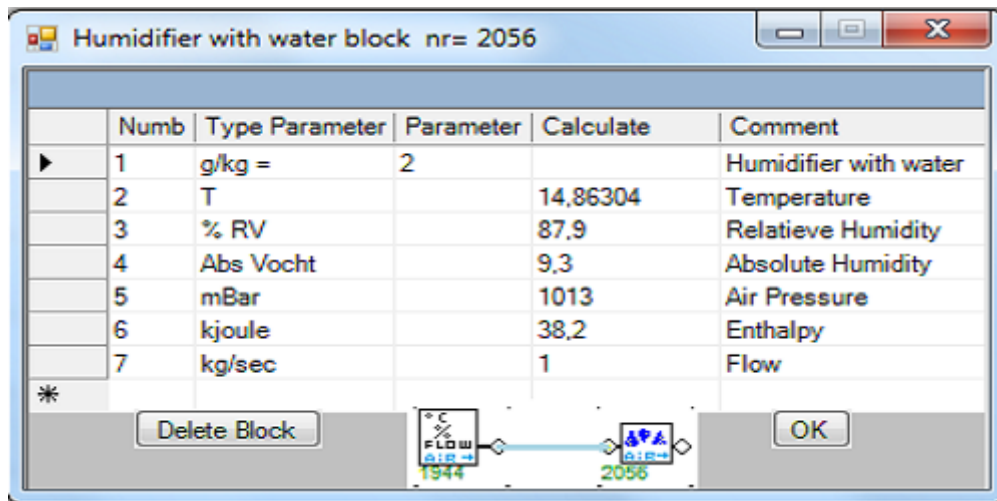 Humidifier with water block nr= 2056
Numb Type Parameter Parameter Calculate Comment
1 g/kg = 2 Humidifier with water
2 T 14,86304 Temperature
3 % RV 87,9 Relatieve Humidity
4 Abs Vocht 9,3 Absolute Humidity
5 mBar 1013 Air Pressure
6 kjoule 38,2 Enthalpy
7 kg/sec 1 Flow
Delete Block
°C
%
FLOW
AIR
1944
AIR
2056
OK